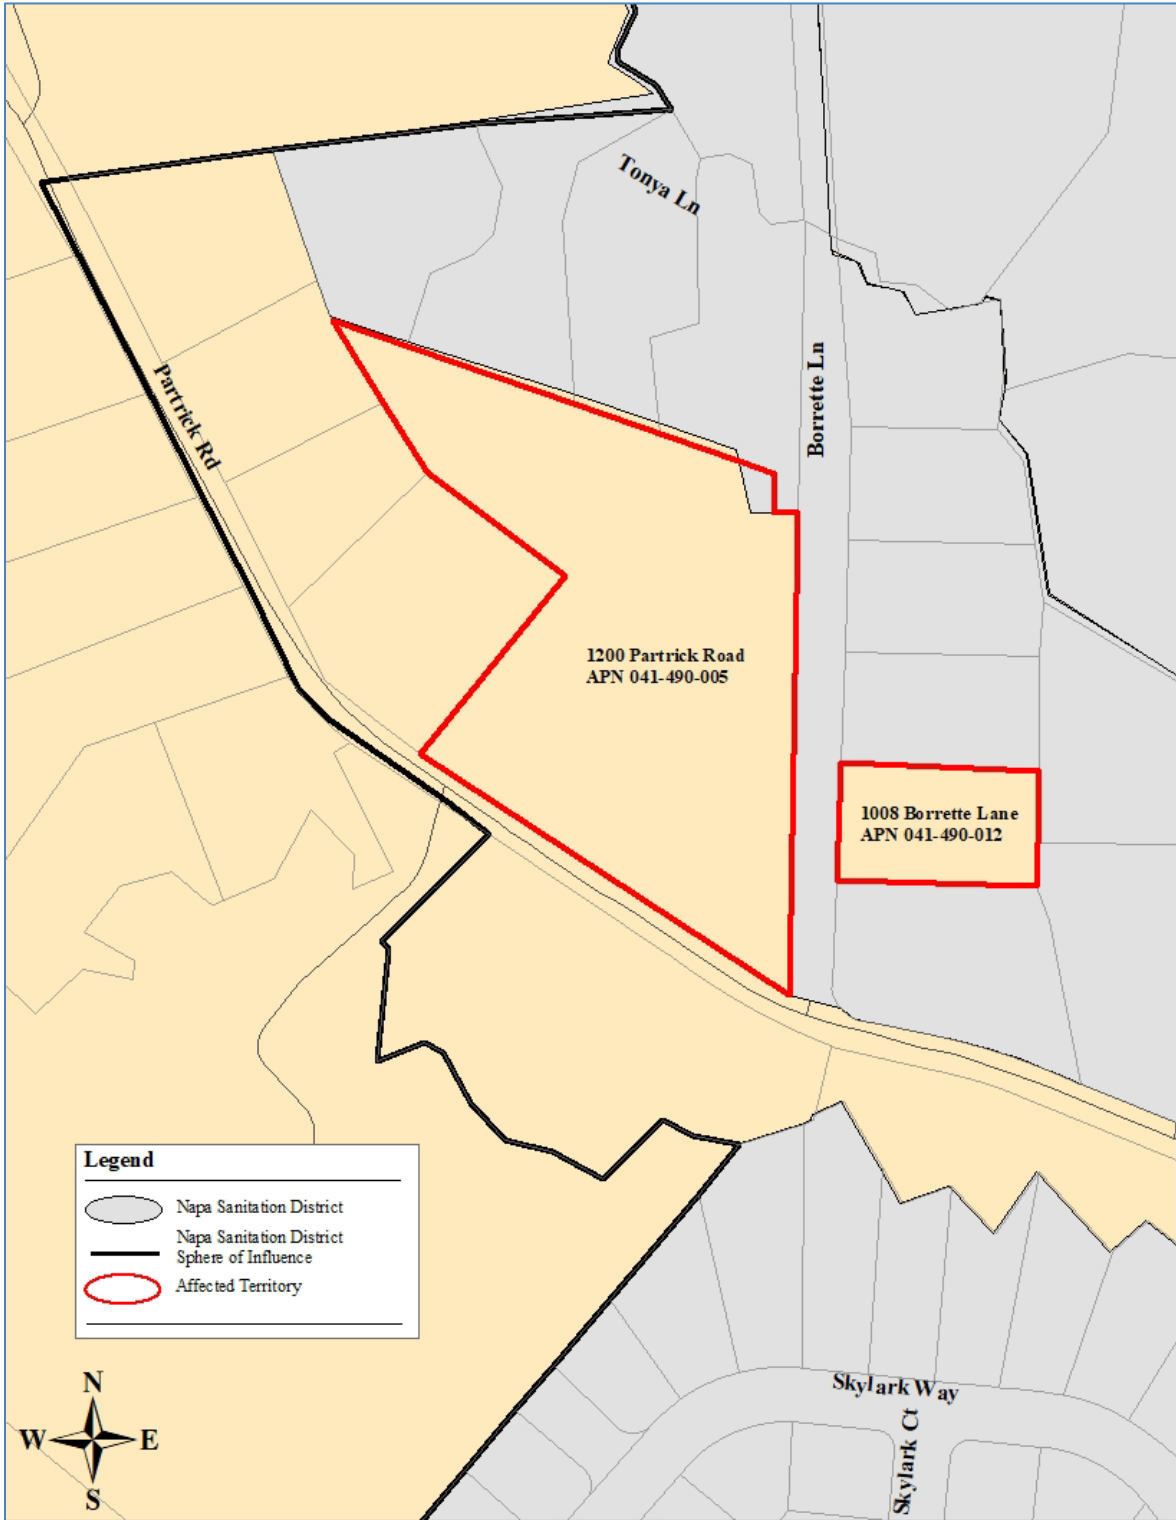 Tonya Ln
Partrick Rd
Borrette Ln
1200 Partrick Road
APN 041-490-005
1008 Borrette Lane
APN 041-490-012
Legend
Napa Sanitation District
Napa Sanitation District
Sphere of Influence
Affected Territory
N
W
E
S
Skylark Way
Skylark Ct